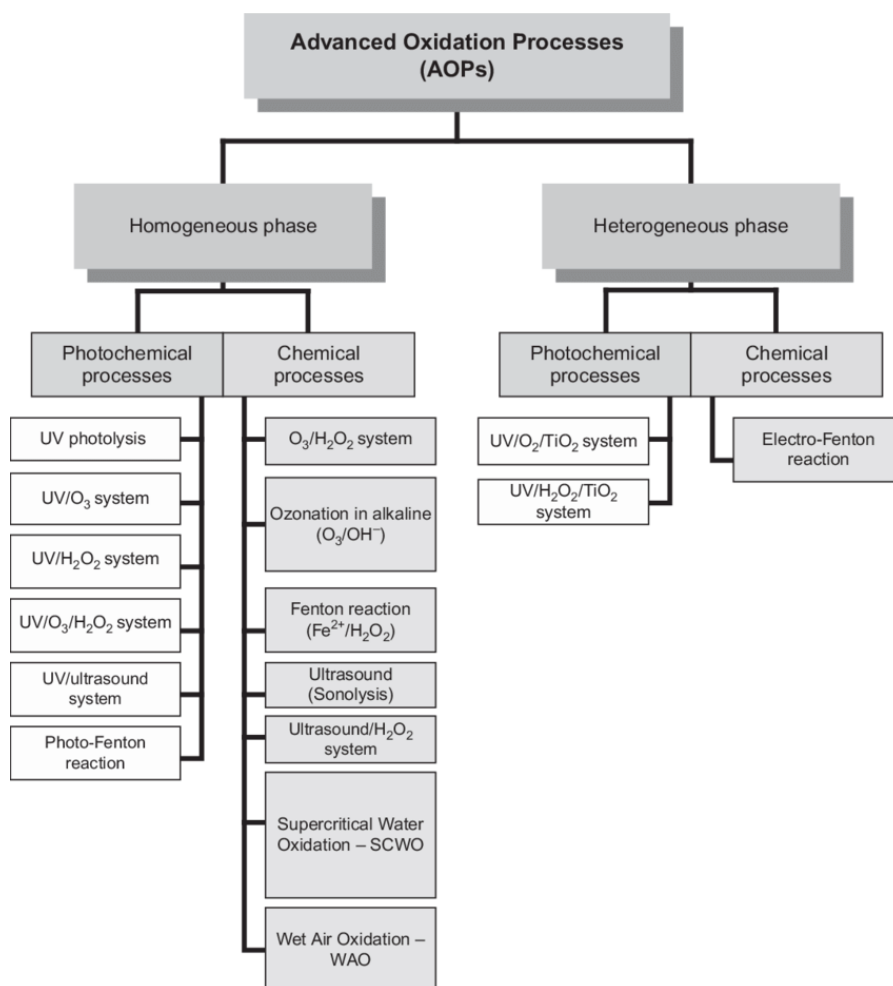 Advanced Oxidation Processes
(AOPs)
Homogeneous phase
Heterogeneous phase
Photochemical
processes
Chemical
processes
Photochemical
processes
Chemical
processes
UV photolysis
UV/O₃ system
UV/H₂O₂ system
UV/O₃/H₂O₂ system
UV/ultrasound
system
Photo-Fenton
reaction
O₃/H₂O₂ system
Ozonation in alkaline
(O₃/OH⁻)
Fenton reaction
(Fe²⁺/H₂O₂)
Ultrasound
(Sonolysis)
Ultrasound/H₂O₂
system
Supercritical Water
Oxidation – SCWO
Wet Air Oxidation –
WAO
UV/O₂/TiO₂ system
UV/H₂O₂/TiO₂
system
Electro-Fenton
reaction